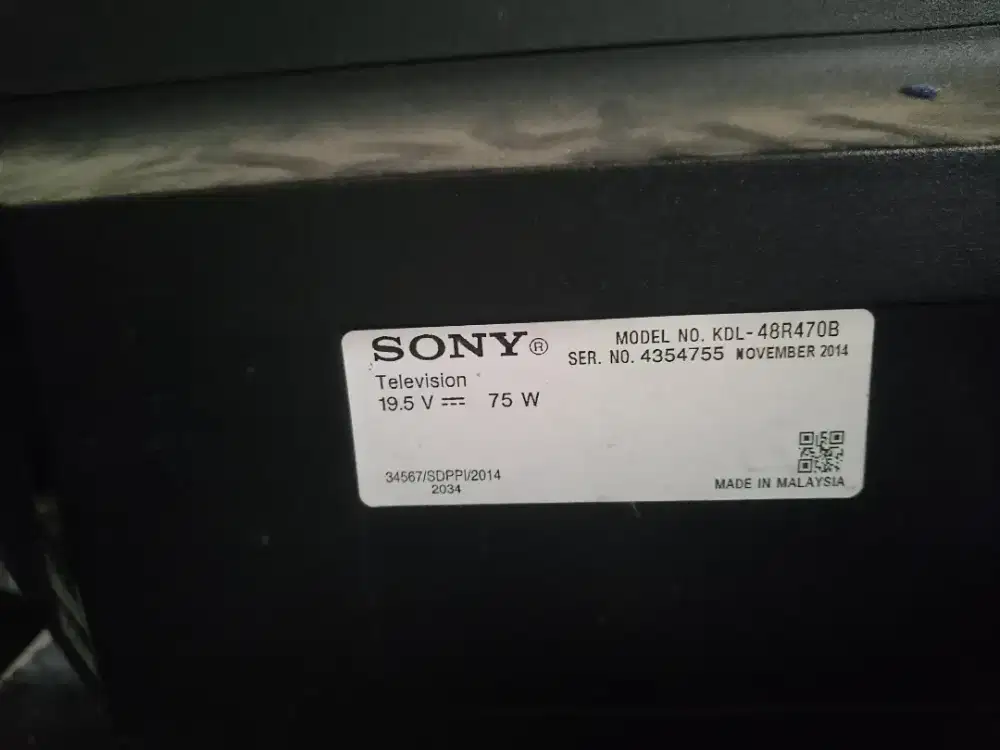 SONY®
MODEL NO. KDL-48R470B
SER. NO. 4354755 NOVEMBER 2014
Television
19.5 V ⎓ 75 W
34567/SDPPI/2014
2034
MADE IN MALAYSIA